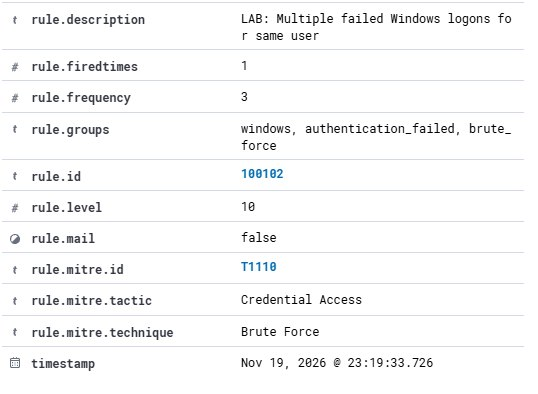 t rule.description LAB: Multiple failed Windows logons fo
r same user
# rule.firedtimes 1
# rule.frequency 3
t rule.groups windows, authentication_failed, brute_
force
t rule.id 100102
# rule.level 10
rule.mail false
t rule.mitre.id T1110
t rule.mitre.tactic Credential Access
t rule.mitre.technique Brute Force
timestamp Nov 19, 2026 @ 23:19:33.726